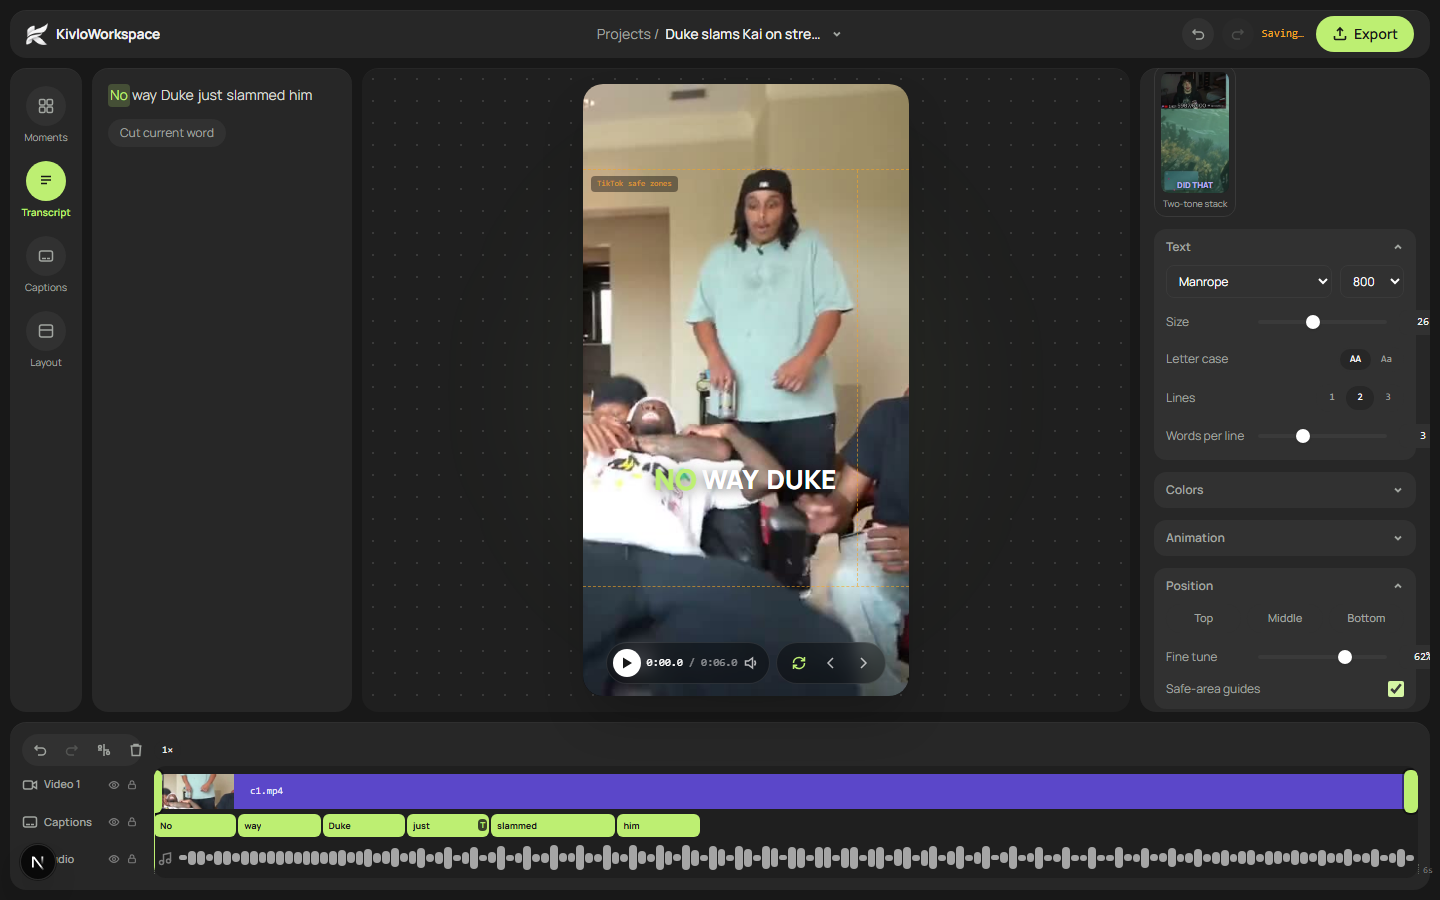 KivloWorkspace
Projects / Duke slams Kai on stre...
Saving...
Export
Moments
Transcript
Captions
Layout
No way Duke just slammed him
Cut current word
TikTok safe zones
NO WAY DUKE
0:00.0 / 0:06.0
DID THAT
Two-tone stack
Text
Manrope
800
Size
26
Letter case
AA
Aa
Lines
1
2
3
Words per line
3
Colors
Animation
Position
Top
Middle
Bottom
Fine tune
62%
Safe-area guides
1×
Video 1
c1.mp4
Captions
No
way
Duke
just
T
slammed
him
N
dio
6s